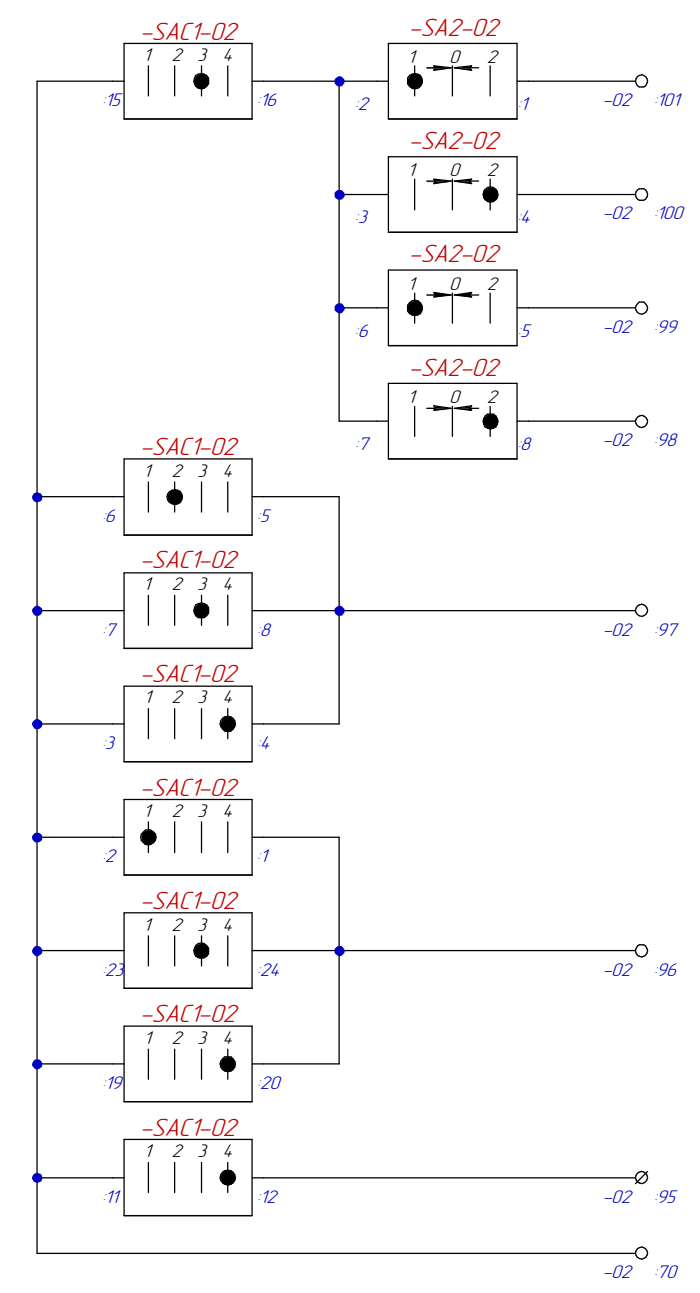 -SAC1-02 -SA2-02
1 2 3 4 1 0 2
:15 :16 :2 :1 -02 :101
-SA2-02
1 0 2
:3 :4 -02 :100
-SA2-02
1 0 2
:6 :5 -02 :99
-SA2-02
1 0 2
:7 :8 -02 :98
-SAC1-02
1 2 3 4
:6 :5
-SAC1-02
1 2 3 4
:7 :8 -02 :97
-SAC1-02
1 2 3 4
:3 :4
-SAC1-02
1 2 3 4
:2 :1
-SAC1-02
1 2 3 4
:23 :24 -02 :96
-SAC1-02
1 2 3 4
:19 :20
-SAC1-02
1 2 3 4
:11 :12 -02 :95
-02 :70